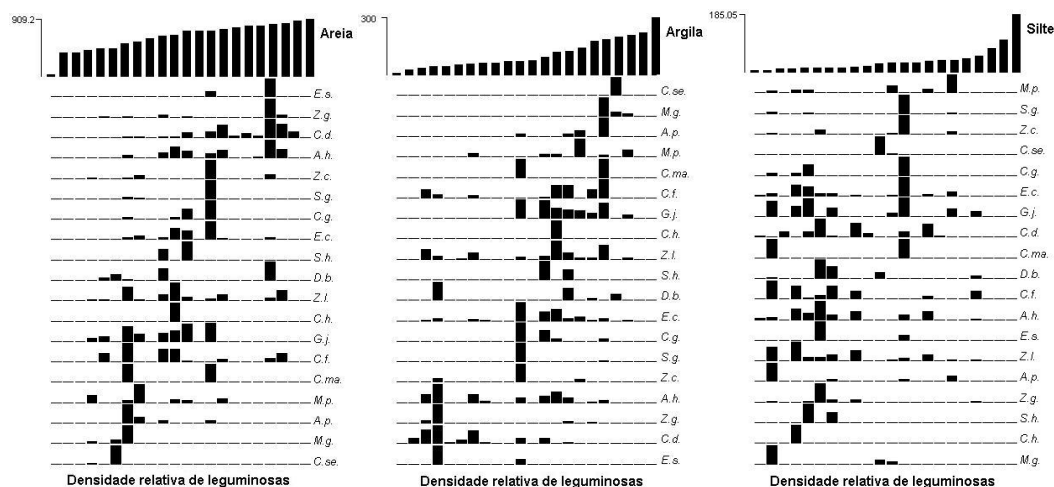 909.2
Areia
E.s.
Z.g.
C.d.
A.h.
Z.c.
S.g.
C.g.
E.c.
S.h.
D.b.
Z.l.
C.h.
G.j.
C.f.
C.ma.
M.p.
A.p.
M.g.
C.se.
Densidade relativa de leguminosas
300
Argila
C.se.
M.g.
A.p.
M.p.
C.ma.
C.f.
G.j.
C.h.
Z.l.
S.h.
D.b.
E.c.
C.g.
S.g.
Z.c.
A.h.
Z.g.
C.d.
E.s.
Densidade relativa de leguminosas
185.05
Silte
M.p.
S.g.
Z.c.
C.se.
C.g.
E.c.
G.j.
C.d.
C.ma.
D.b.
C.f.
A.h.
E.s.
Z.l.
A.p.
Z.g.
S.h.
C.h.
M.g.
Densidade relativa de leguminosas